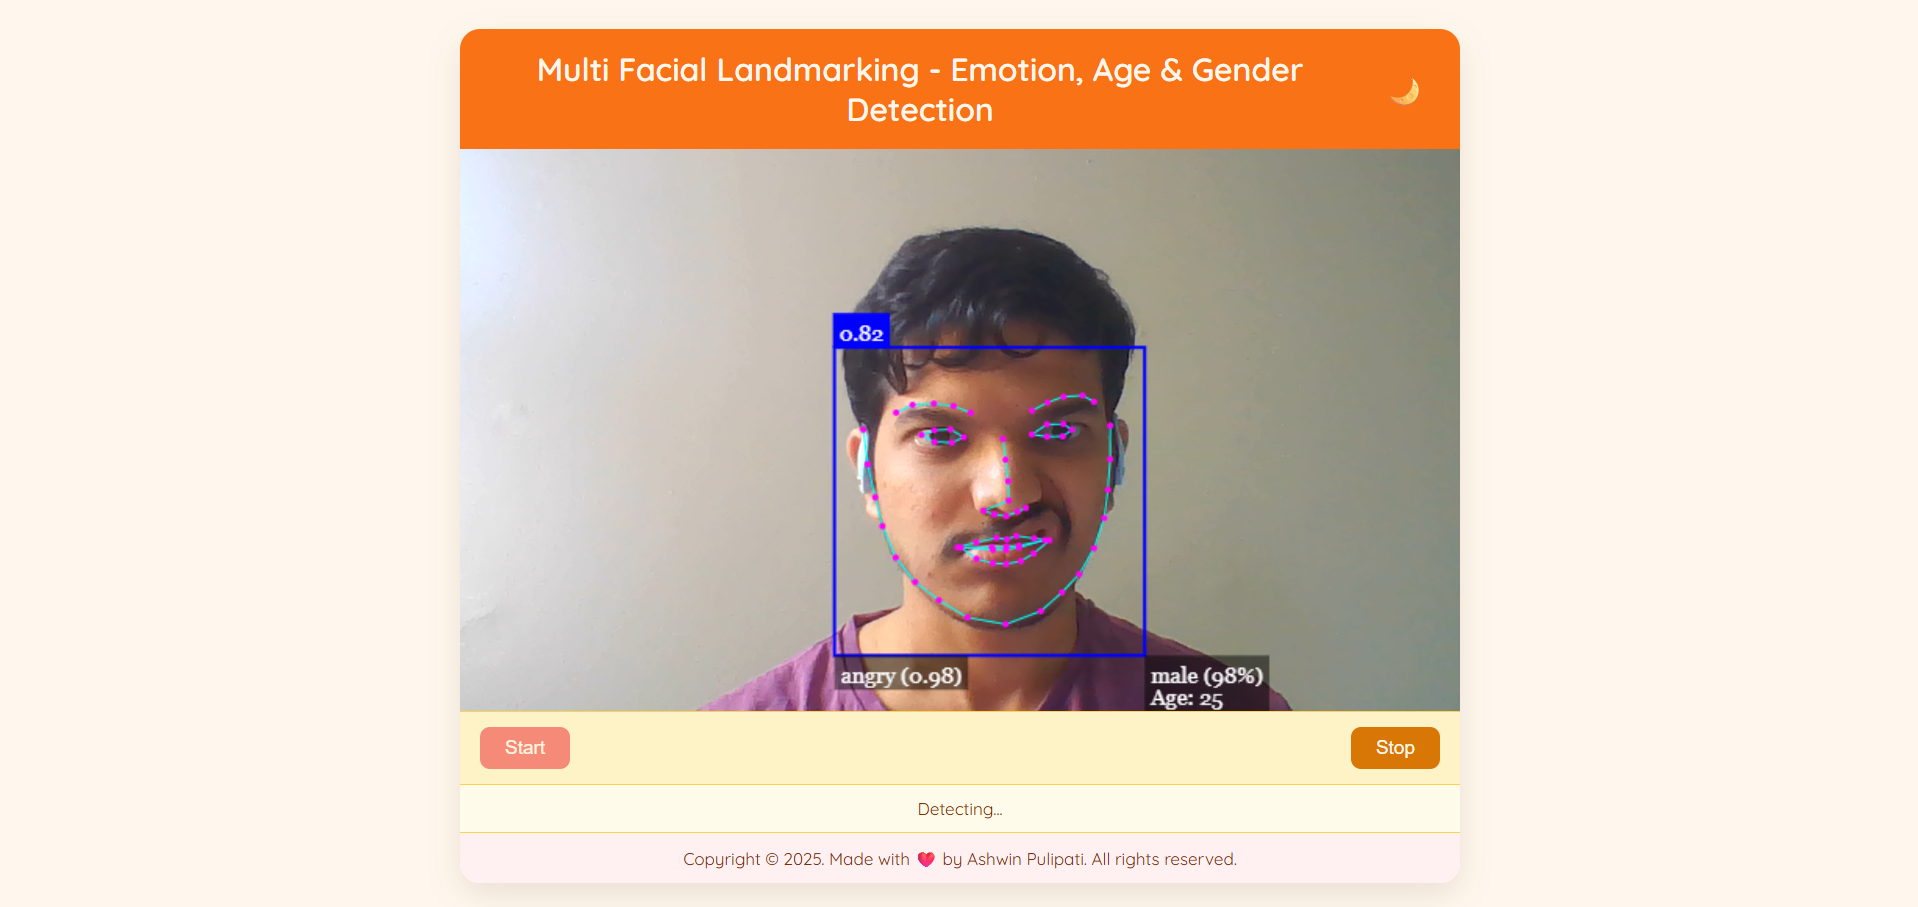 Multi Facial Landmarking - Emotion, Age & Gender
Detection
0.82
angry (0.98)
male (98%)
Age: 25
Start
Stop
Detecting...
Copyright © 2025. Made with 💖 by Ashwin Pulipati. All rights reserved.